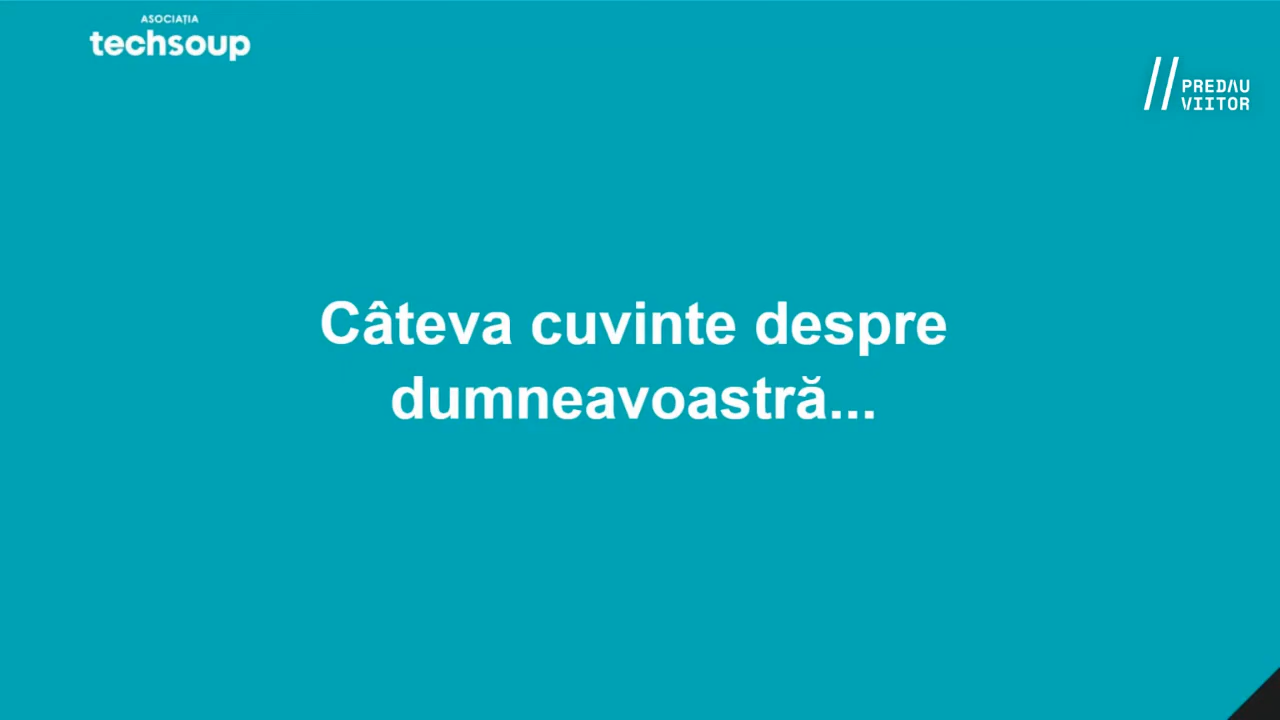 ASOCIAȚIA
techsoup
// PREDAU
VIITOR
Câteva cuvinte despre
dumneavoastră...